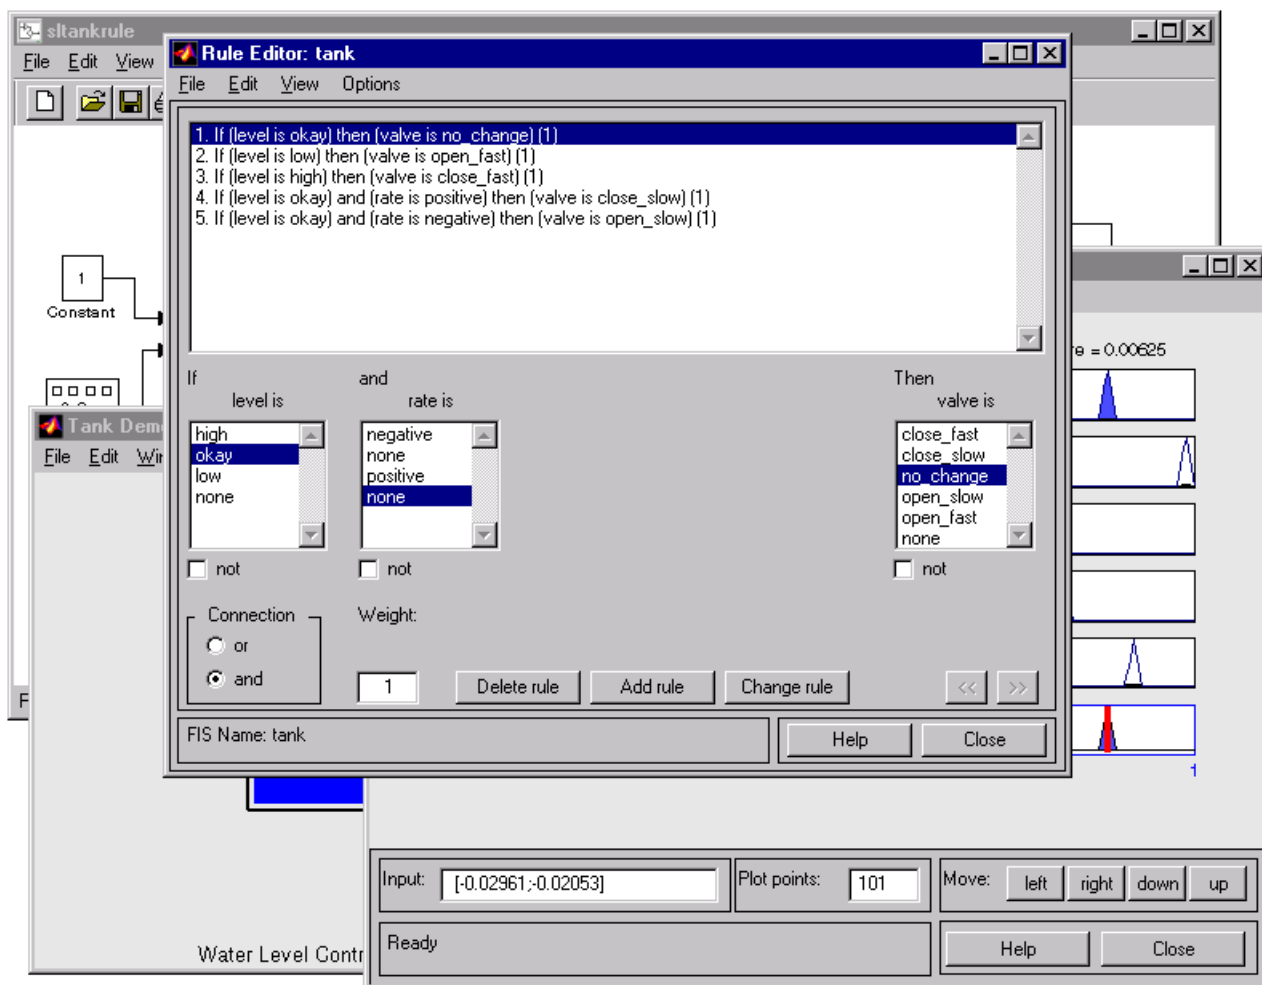 sltankrule
File Edit View
Rule Editor: tank
File Edit View Options
1. If (level is okay) then (valve is no_change) (1)
2. If (level is low) then (valve is open_fast) (1)
3. If (level is high) then (valve is close_fast) (1)
4. If (level is okay) and (rate is positive) then (valve is close_slow) (1)
5. If (level is okay) and (rate is negative) then (valve is open_slow) (1)
1
Constant
= 0.00625
If and Then
level is rate is valve is
high negative close_fast
okay none close_slow
low positive no_change
none none open_slow
open_fast
none
not not not
Tank Dem
File Edit Wi
Connection Weight:
or
and 1 Delete rule Add rule Change rule << >>
FIS Name: tank Help Close
1
Input: [-0.02961;-0.02053] Plot points: 101 Move: left right down up
Ready Help Close
Water Level Contr